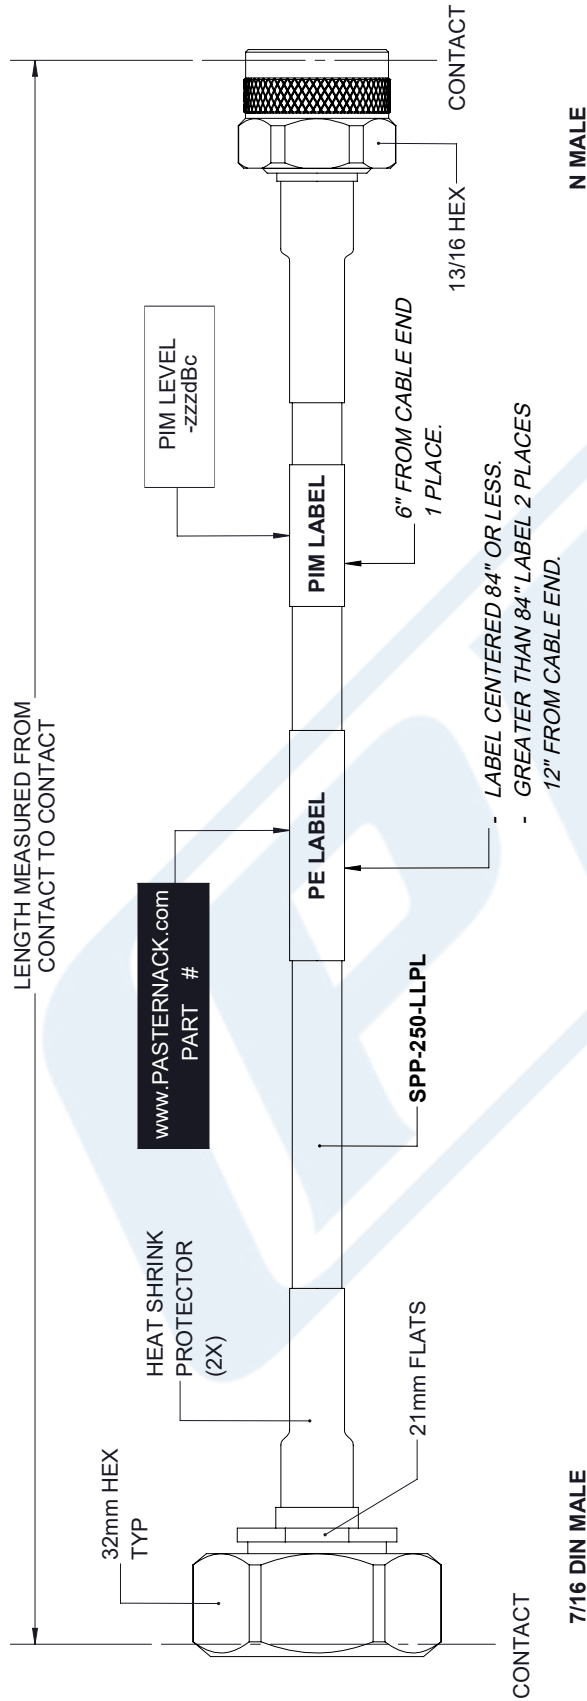 LENGTH MEASURED FROM
CONTACT TO CONTACT
32mm HEX
TYP
HEAT SHRINK
PROTECTOR
(2X)
www.PASTERNACK.com
PART #
PIM LEVEL
-zzzdBc
PE LABEL
PIM LABEL
21mm FLATS
SPP-250-LLPL
6" FROM CABLE END
1 PLACE.
13/16 HEX
- LABEL CENTERED 84" OR LESS.
- GREATER THAN 84" LABEL 2 PLACES
12" FROM CABLE END.
CONTACT
CONTACT
7/16 DIN MALE
N MALE